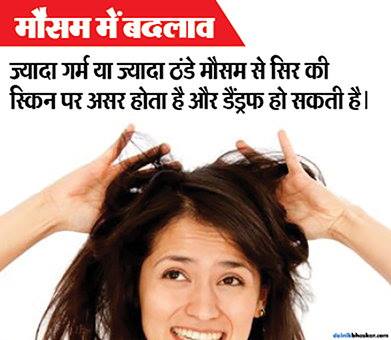 मौसम में बदलाव
ज्यादा गर्म या ज्यादा ठंडे मौसम से सिर की
स्किन पर असर होता है और डैंड्रफ हो सकती है।
dainikbhaskar.com